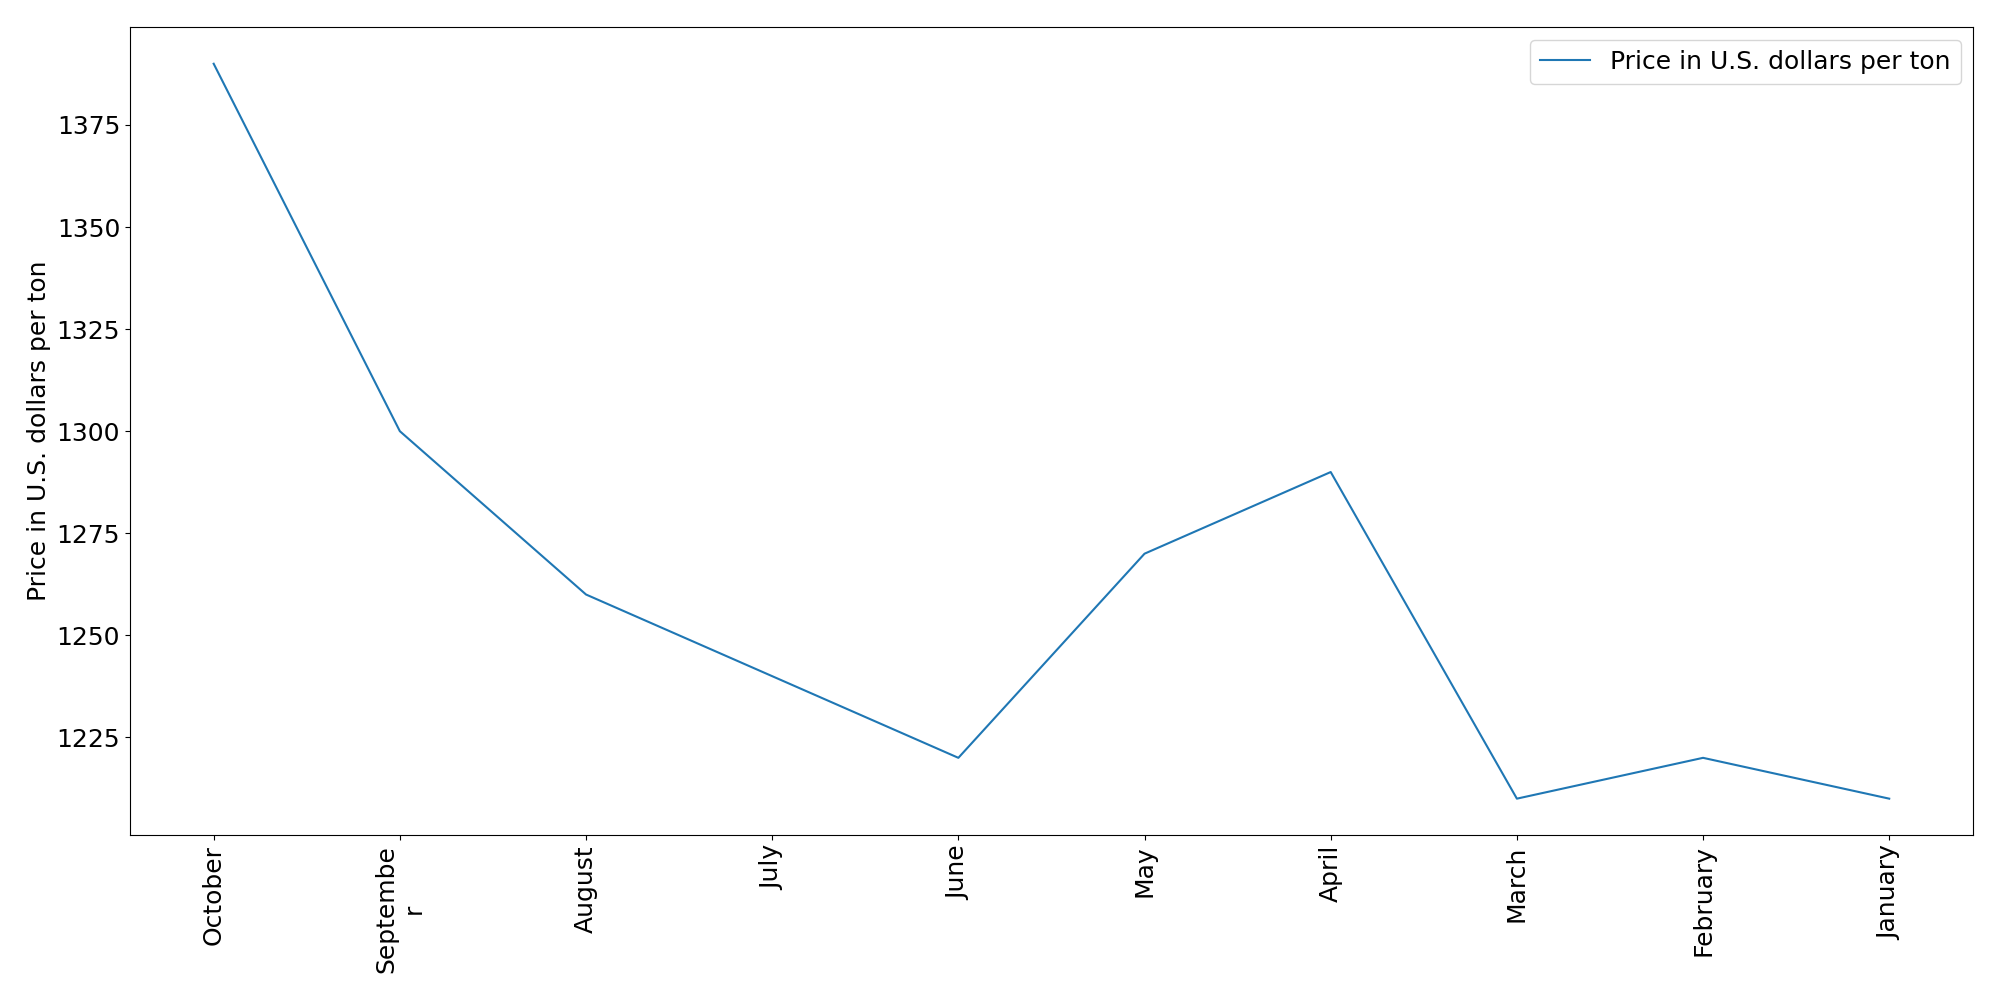 Price in U.S. dollars per ton
1375
1350
1325
1300
1275
1250
1225
Price in U.S. dollars per ton
October
Septembe
r
August
July
June
May
April
March
February
January